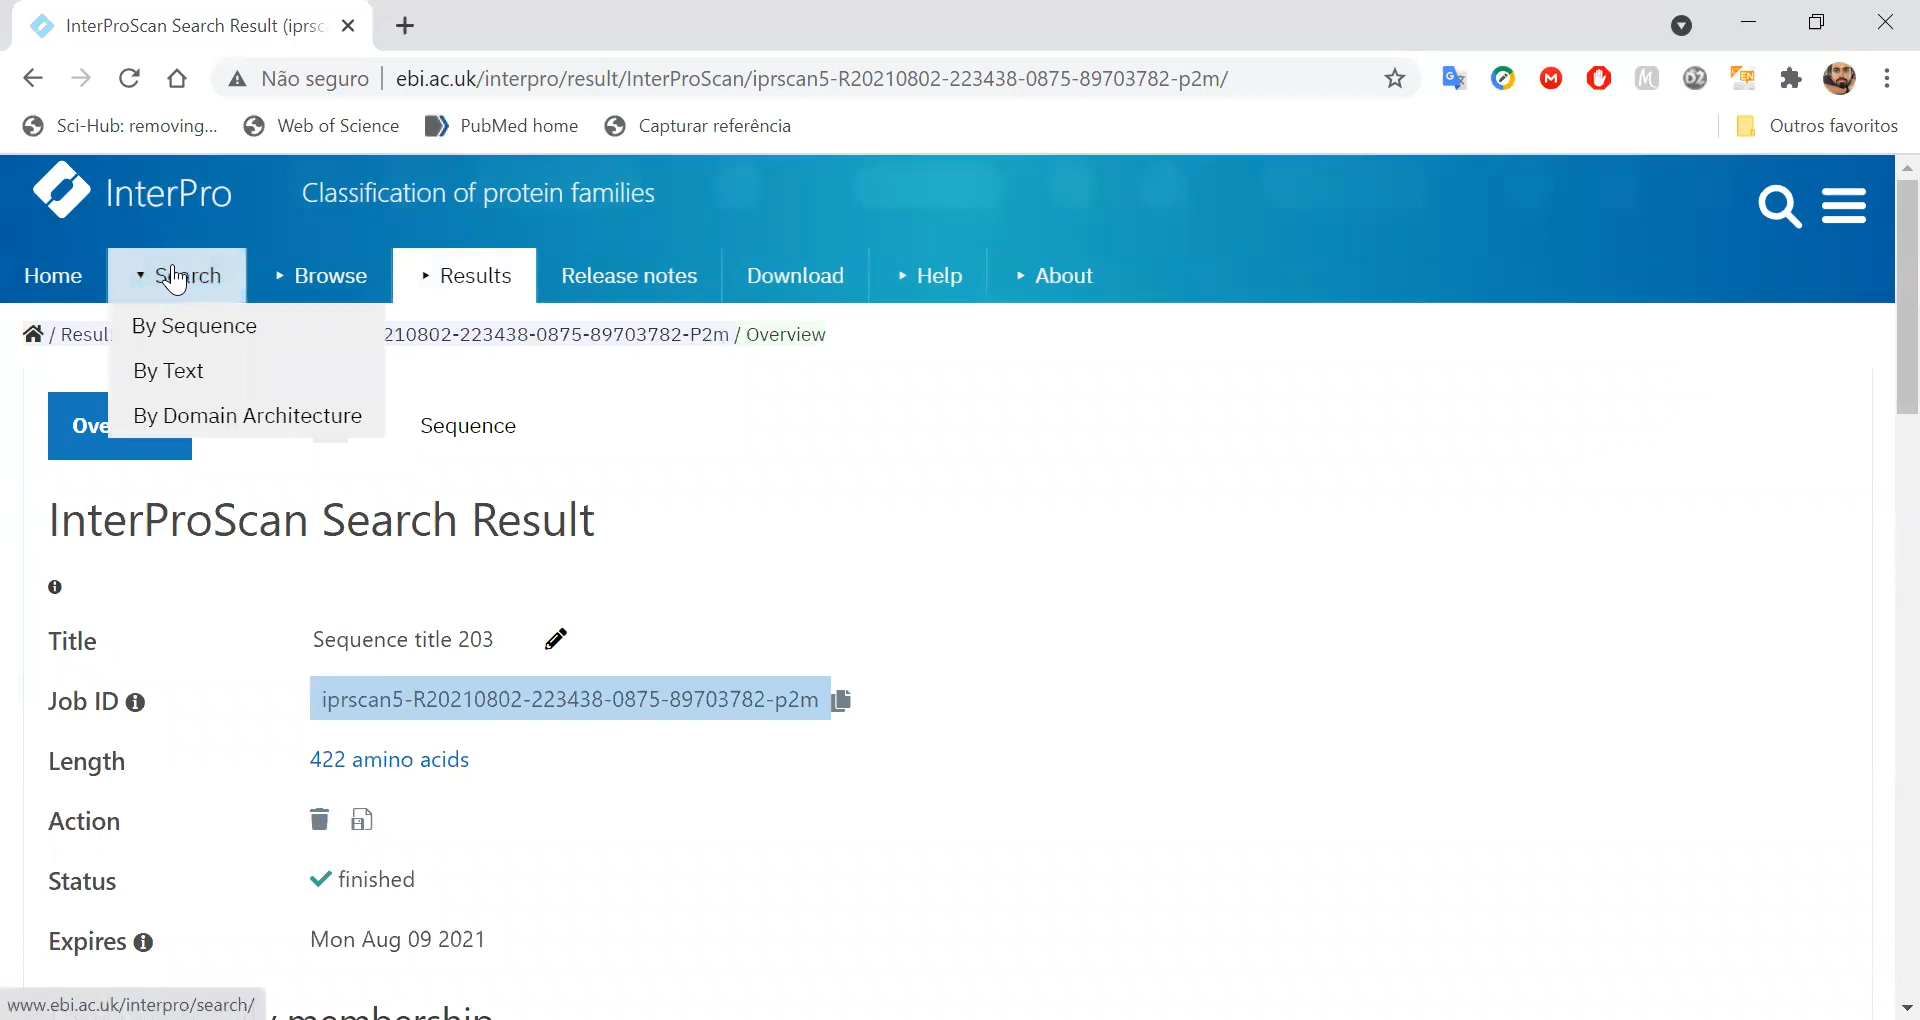 InterProScan Search Result (iprsc
Não seguro | ebi.ac.uk/interpro/result/InterProScan/iprscan5-R20210802-223438-0875-89703782-p2m/
Sci-Hub: removing... Web of Science PubMed home Capturar referência Outros favoritos
InterPro Classification of protein families
Home Search Browse Results Release notes Download Help About
/ Resul 210802-223438-0875-89703782-P2m / Overview
By Sequence
By Text
By Domain Architecture
Ove Sequence
InterProScan Search Result
Title Sequence title 203
Job ID iprscan5-R20210802-223438-0875-89703782-p2m
Length 422 amino acids
Action
Status finished
Expires Mon Aug 09 2021
www.ebi.ac.uk/interpro/search/
membership